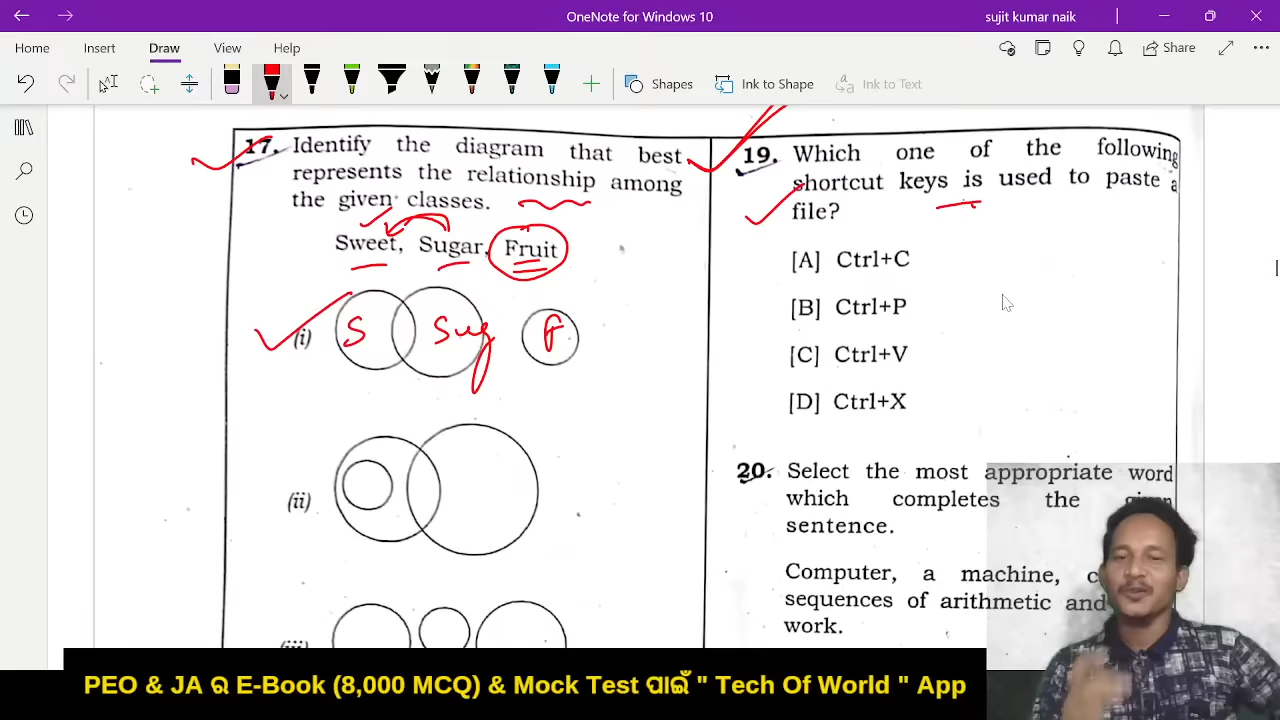 OneNote for Windows 10
sujit kumar naik
Home Insert Draw View Help
Share
Shapes
Ink to Shape
Ink to Text
17. Identify the diagram that best
represents the relationship among
the given classes.
Sweet, Sugar, Fruit
(i) S Sug F
(ii)
(iii)
19. Which one of the following
shortcut keys is used to paste a
file?
[A] Ctrl+C
[B] Ctrl+P
[C] Ctrl+V
[D] Ctrl+X
20. Select the most appropriate word
which completes the given
sentence.
Computer, a machine,
sequences of arithmetic and
work.
PEO & JA ର E-Book (8,000 MCQ) & Mock Test ପାଇଁ " Tech Of World " App